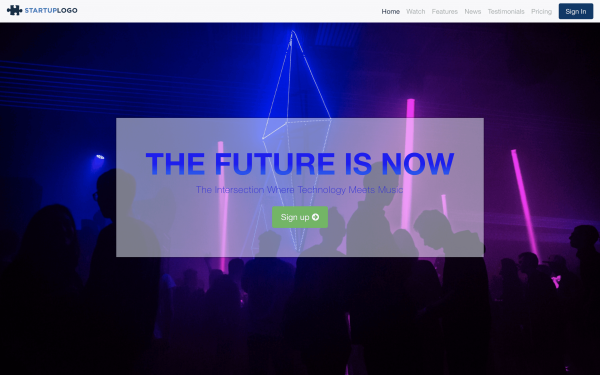 STARTUPLOGO
Home Watch Features News Testimonials Pricing Sign In
THE FUTURE IS NOW
The Intersection Where Technology Meets Music
Sign up